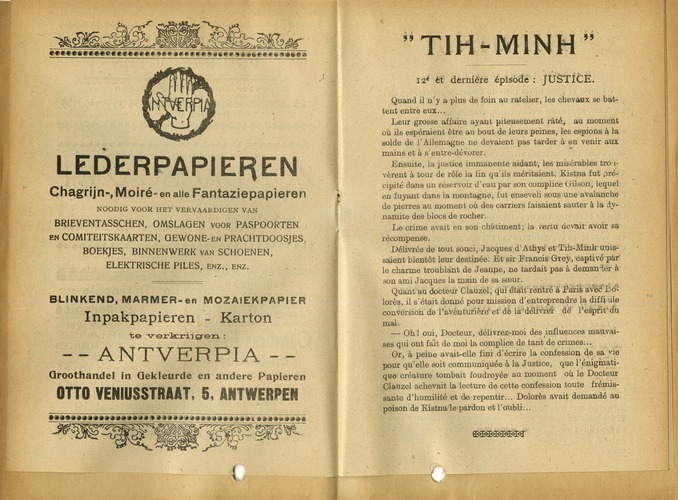 ANTVERPIA
LEDERPAPIEREN
Chagrijn-, Moiré- en alle Fantaziepapieren
NOODIG VOOR HET VERVAARDIGEN VAN
BRIEVENTASSCHEN, OMSLAGEN VOOR PASPOORTEN
EN COMITEITSKAARTEN, GEWONE- EN PRACHTDOOSJES,
BOEKJES, BINNENWERK VAN SCHOENEN,
ELEKTRISCHE PILES, ENZ., ENZ.
BLINKEND, MARMER- en MOZAIEKPAPIER
Inpakpapieren - Karton
te verkrijgen :
-- ANTVERPIA --
Groothandel in Gekleurde en andere Papieren
OTTO VENIUSSTRAAT, 5, ANTWERPEN
" TIH-MINH "
12e et dernière épisode : JUSTICE.
Quand il n'y a plus de foin au ratelier, les chevaux se bat-
tent entre eux...
Leur grosse affaire ayant piteusement râté, au moment
où ils espéraient être au bout de leurs peines, les espions à la
solde de l'Allemagne ne devaient pas tarder à en venir aux
mains et à s'entre-dévorer.
Ensuite, la justice immanente aidant; les misérables trou-
vèrent à tour de rôle la fin qu'ils méritaient. Kistna fut pré-
cipité dans un réservoir d'eau par son complice Gilson, lequel
en fuyant dans la montagne, fut enseveli sous une avalanche
de pierres au moment où des carriers faisaient sauter à la dy-
namite des blocs de rocher.
Le crime avait eu son châtiment; la vertu devait avoir sa
récompense.
Délivrés de tout souci, Jacques d'Athys et Tih-Minh unis-
saient bientôt leur destinée. Et sir Francis Grey, captivé par
le charme troublant de Jeanne, ne tardait pas à demander à
son ami Jacques la main de sa sœur.
Quant au docteur Clauzel; qui était rentré à Paris avec Do-
lorès, il s'était donné pour mission d'entreprendre la difficile
conversion de l'aventurière et de la délivrer de l'esprit du
mal.
— Oh! oui, Docteur, délivrez-moi des influences mauvai-
ses qui ont fait de moi la complice de tant de crimes...
Or, à peine avait-elle fini d'écrire la confession de sa vie
pour qu'elle soit communiquée à la Justice, que l'énigmati-
que créature tombait foudroyée au moment où le Docteur
Clauzel achevait la lecture de cette confession toute frémis-
sante d'humilité et de repentir... Dolorès avait demandé au
poison de Kistna le pardon et l'oubli...